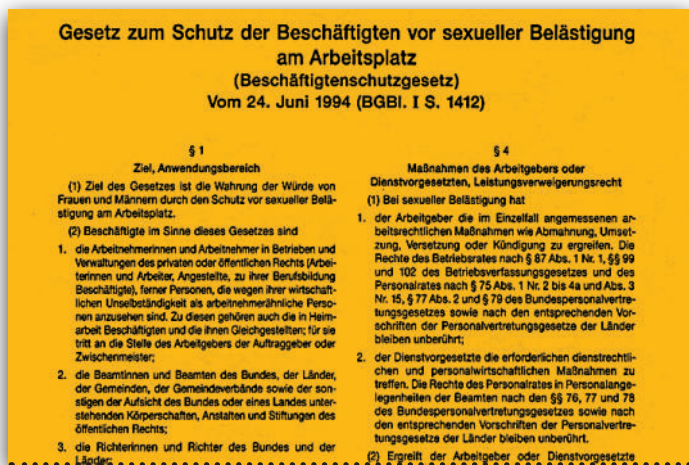 Gesetz zum Schutz der Beschäftigten vor sexueller Belästigung
am Arbeitsplatz
(Beschäftigtenschutzgesetz)
Vom 24. Juni 1994 (BGBl. I S. 1412)
§ 1
Ziel, Anwendungsbereich
(1) Ziel des Gesetzes ist die Wahrung der Würde von
Frauen und Männern durch den Schutz vor sexueller Belä-
stigung am Arbeitsplatz.
(2) Beschäftigte im Sinne dieses Gesetzes sind
1. die Arbeitnehmerinnen und Arbeitnehmer in Betrieben und
Verwaltungen des privaten oder öffentlichen Rechts (Arbei-
terinnen und Arbeiter, Angestellte, zu ihrer Berufsbildung
Beschäftigte), ferner Personen, die wegen ihrer wirtschaft-
lichen Unselbständigkeit als arbeitnehmerähnliche Perso-
nen anzusehen sind. Zu diesen gehören auch die in Heim-
arbeit Beschäftigten und die ihnen Gleichgestellten; für sie
tritt an die Stelle des Arbeitgebers der Auftraggeber oder
Zwischenmeister;
2. die Beamtinnen und Beamten des Bundes, der Länder,
der Gemeinden, der Gemeindeverbände sowie der son-
stigen der Aufsicht des Bundes oder eines Landes unter-
stehenden Körperschaften, Anstalten und Stiftungen des
öffentlichen Rechts;
3. die Richterinnen und Richter des Bundes und der
Länder;
§ 4
Maßnahmen des Arbeitgebers oder
Dienstvorgesetzten, Leistungsverweigerungsrecht
(1) Bei sexueller Belästigung hat
1. der Arbeitgeber die im Einzelfall angemessenen ar-
beitsrechtlichen Maßnahmen wie Abmahnung, Umset-
zung, Versetzung oder Kündigung zu ergreifen. Die
Rechte des Betriebsrates nach § 87 Abs. 1 Nr. 1, §§ 99
und 102 des Betriebsverfassungsgesetzes und des
Personalrates nach § 75 Abs. 1 Nr. 2 bis 4a und Abs. 3
Nr. 15, § 77 Abs. 2 und § 79 des Bundespersonalvertre-
tungsgesetzes sowie nach den entsprechenden Vor-
schriften der Personalvertretungsgesetze der Länder
bleiben unberührt;
2. der Dienstvorgesetzte die erforderlichen dienstrechtli-
chen und personalwirtschaftlichen Maßnahmen zu
treffen. Die Rechte des Personalrates in Personalange-
legenheiten der Beamten nach den §§ 76, 77 und 78
des Bundespersonalvertretungsgesetzes sowie nach
den entsprechenden Vorschriften der Personalvertre-
tungsgesetze der Länder bleiben unberührt.
(2) Ergreift der Arbeitgeber oder Dienstvorgesetzte